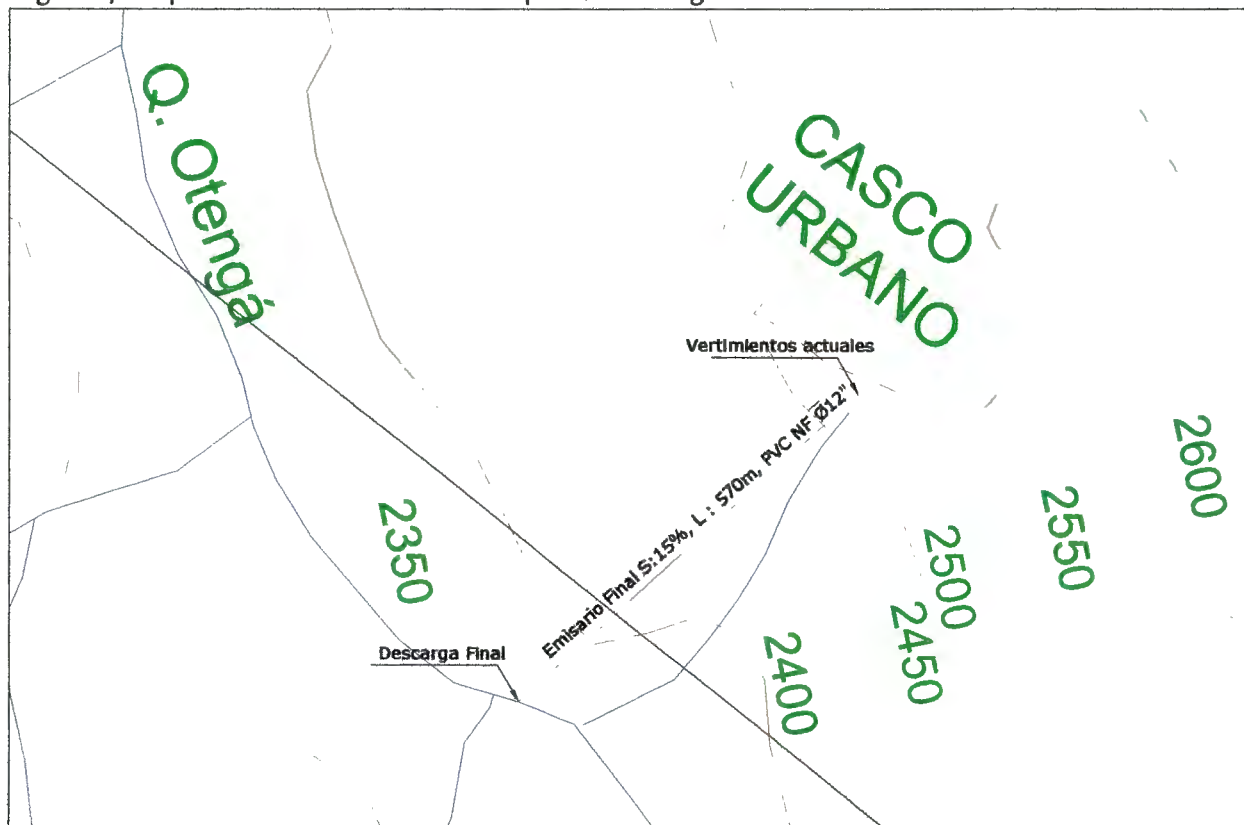 Q. Otengá
CASCO
URBANO
Vertimientos actuales
Emisario Final S:15%, L : 570m, PVC NF Ø12"
Descarga Final
2350
2400
2450
2500
2550
2600